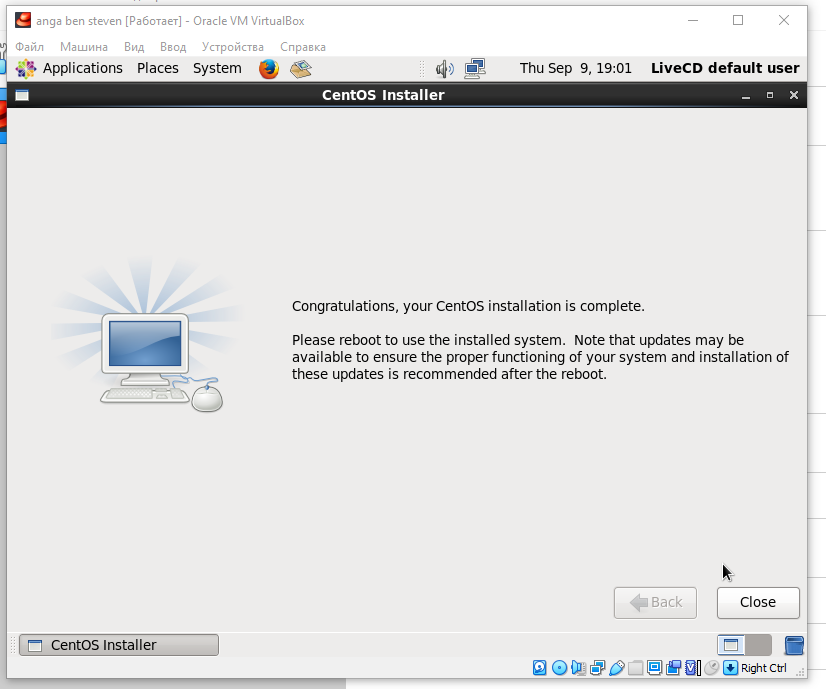 anga ben steven [Работает] - Oracle VM VirtualBox
Файл Машина Вид Ввод Устройства Справка
Applications Places System Thu Sep 9, 19:01 LiveCD default user
CentOS Installer
Congratulations, your CentOS installation is complete.
Please reboot to use the installed system. Note that updates may be
available to ensure the proper functioning of your system and installation of
these updates is recommended after the reboot.
Back Close
CentOS Installer
Right Ctrl